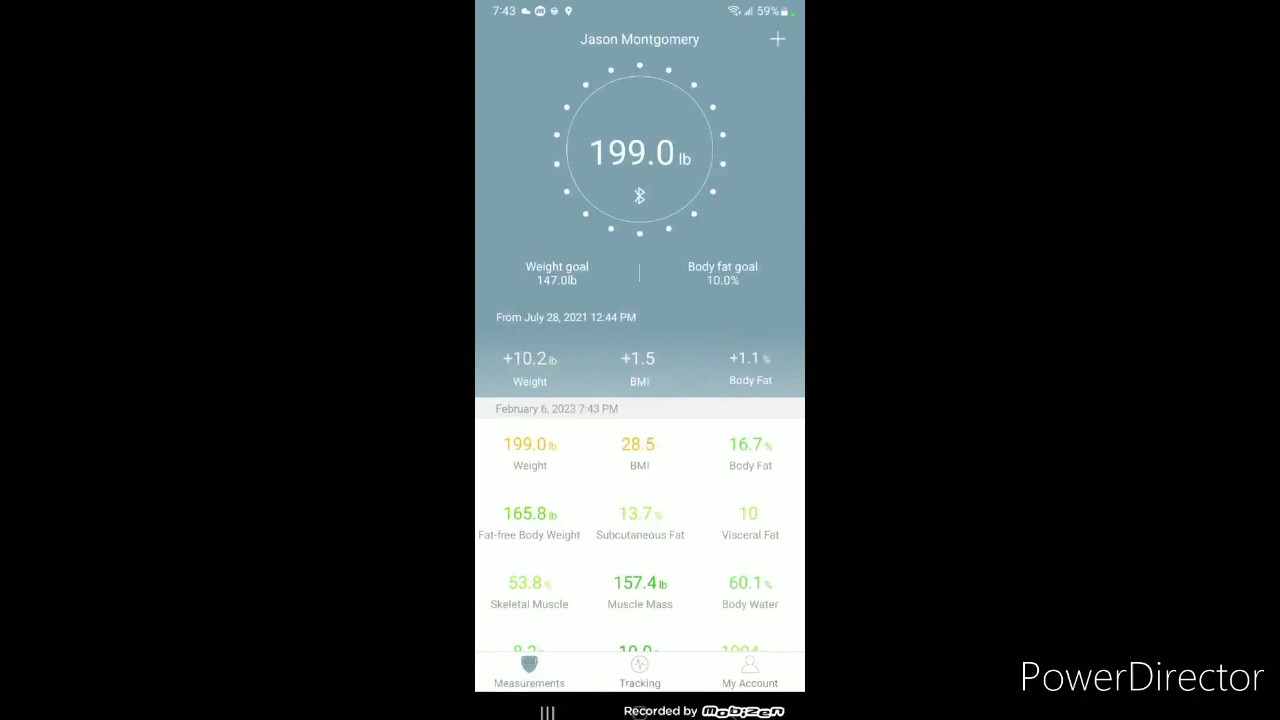 7:43 59%
Jason Montgomery
199.0 lb
Weight goal Body fat goal
147.0lb 10.0%
From July 28, 2021 12:44 PM
+10.2 lb +1.5 +1.1 %
Weight BMI Body Fat
February 6, 2023 7:43 PM
199.0 lb 28.5 16.7 %
Weight BMI Body Fat
165.8 lb 13.7 % 10
Fat-free Body Weight Subcutaneous Fat Visceral Fat
53.8 % 157.4 lb 60.1 %
Skeletal Muscle Muscle Mass Body Water
Measurements Tracking My Account
PowerDirector
Recorded by Mobizen